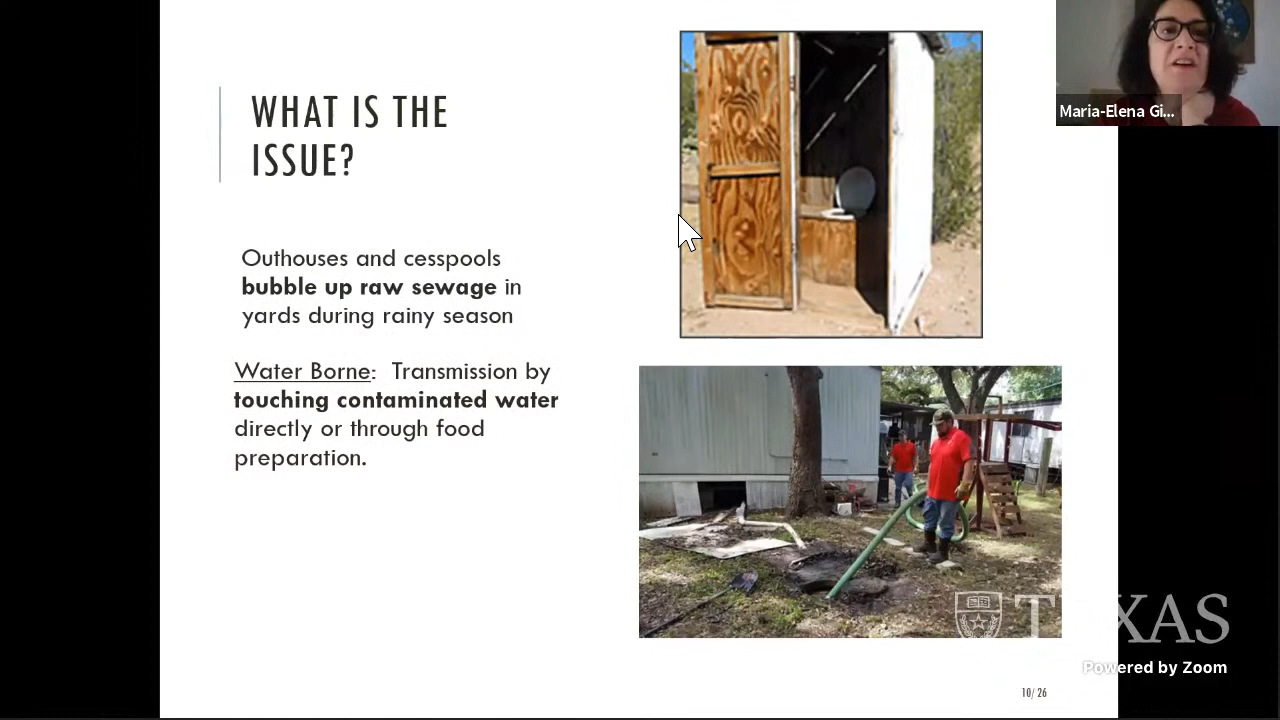 WHAT IS THE
ISSUE?
Outhouses and cesspools
bubble up raw sewage in
yards during rainy season
Water Borne: Transmission by
touching contaminated water
directly or through food
preparation.
Maria-Elena Gi...
TEXAS
Powered by Zoom
10/ 26